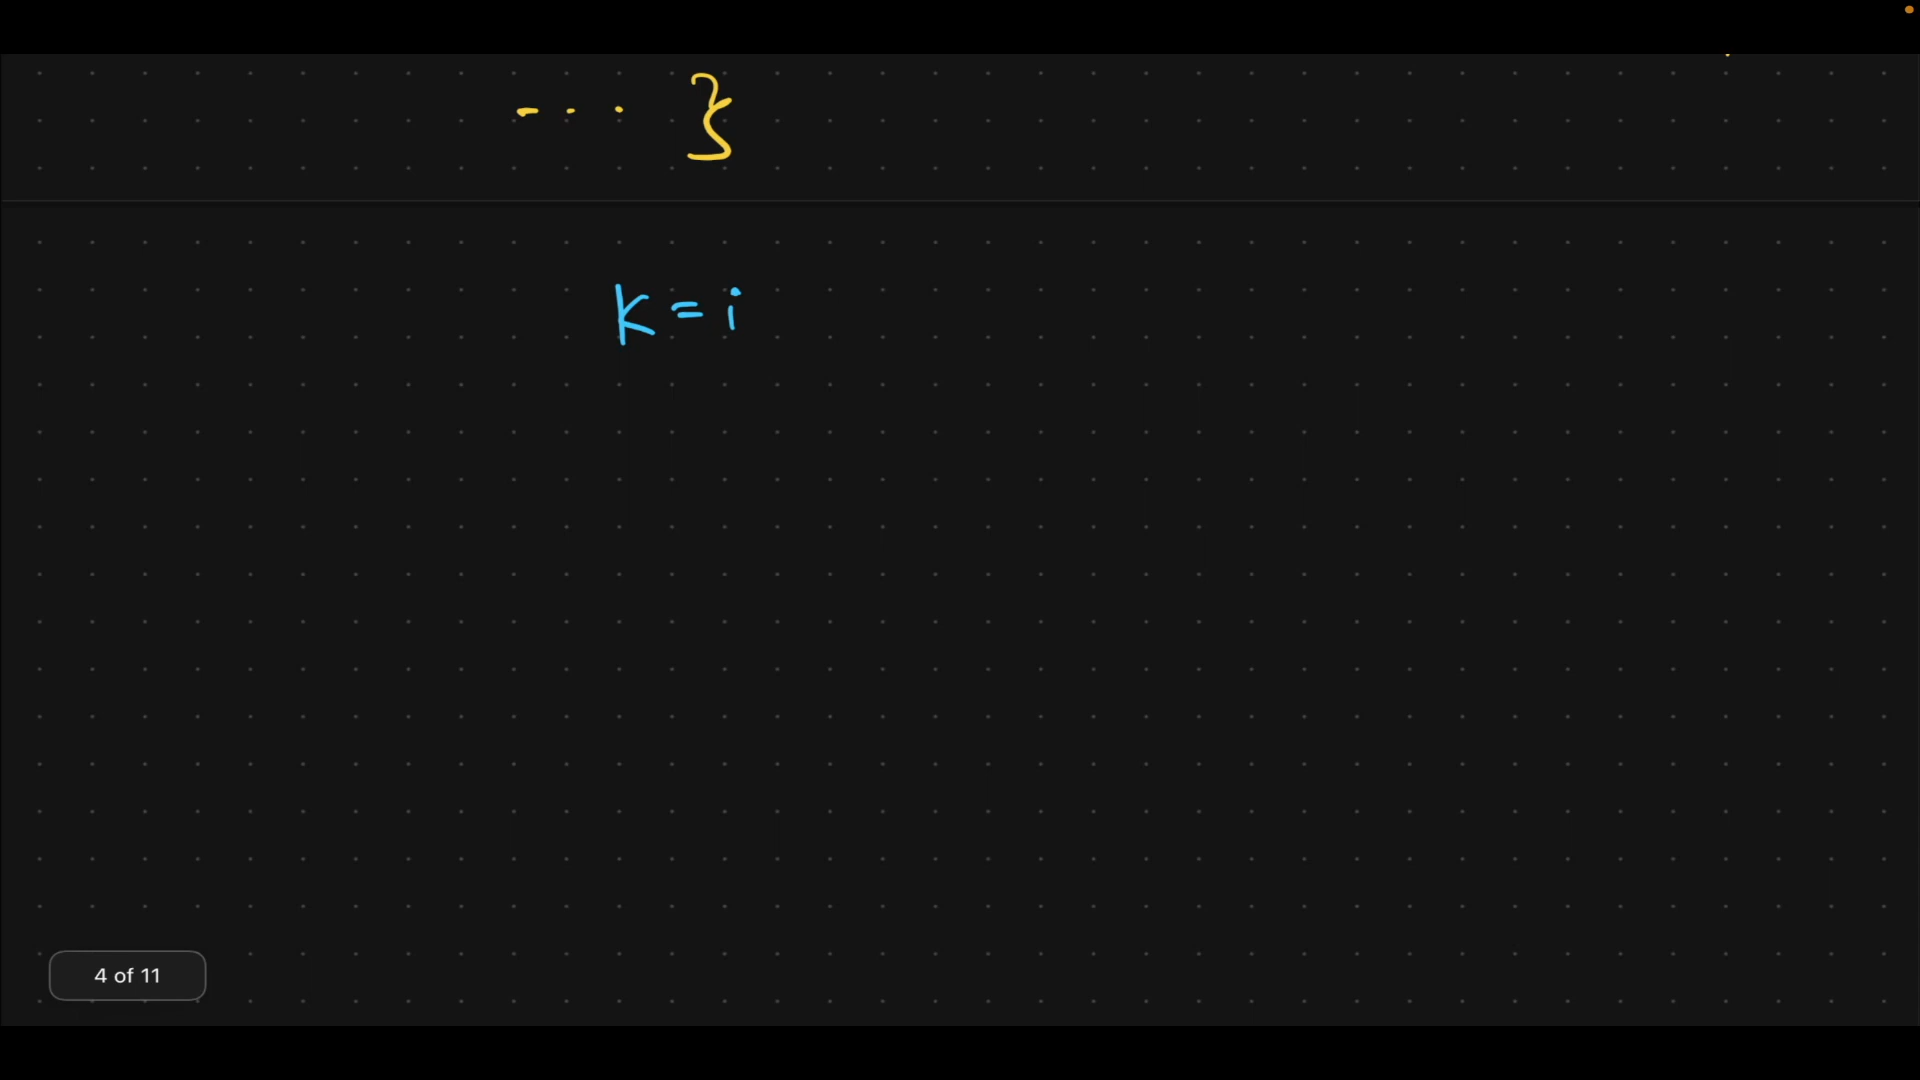 - · · }
K = i
4 of 11